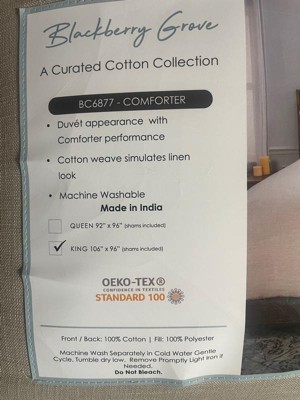 Blackberry Grove
A Curated Cotton Collection
BC6877 - COMFORTER
• Duvét appearance with
Comforter performance
• Cotton weave simulates linen
look
• Machine Washable
Made in India
QUEEN 92" x 96" (shams included)
KING 106" x 96" (shams included)
OEKO-TEX®
CONFIDENCE IN TEXTILES
STANDARD 100
Front / Back: 100% Cotton | Fill: 100% Polyester
Machine Wash Separately in Cold Water Gentle
Cycle, Tumble dry low. Remove Promptly Light Iron if
Needed.
Do Not Bleach.